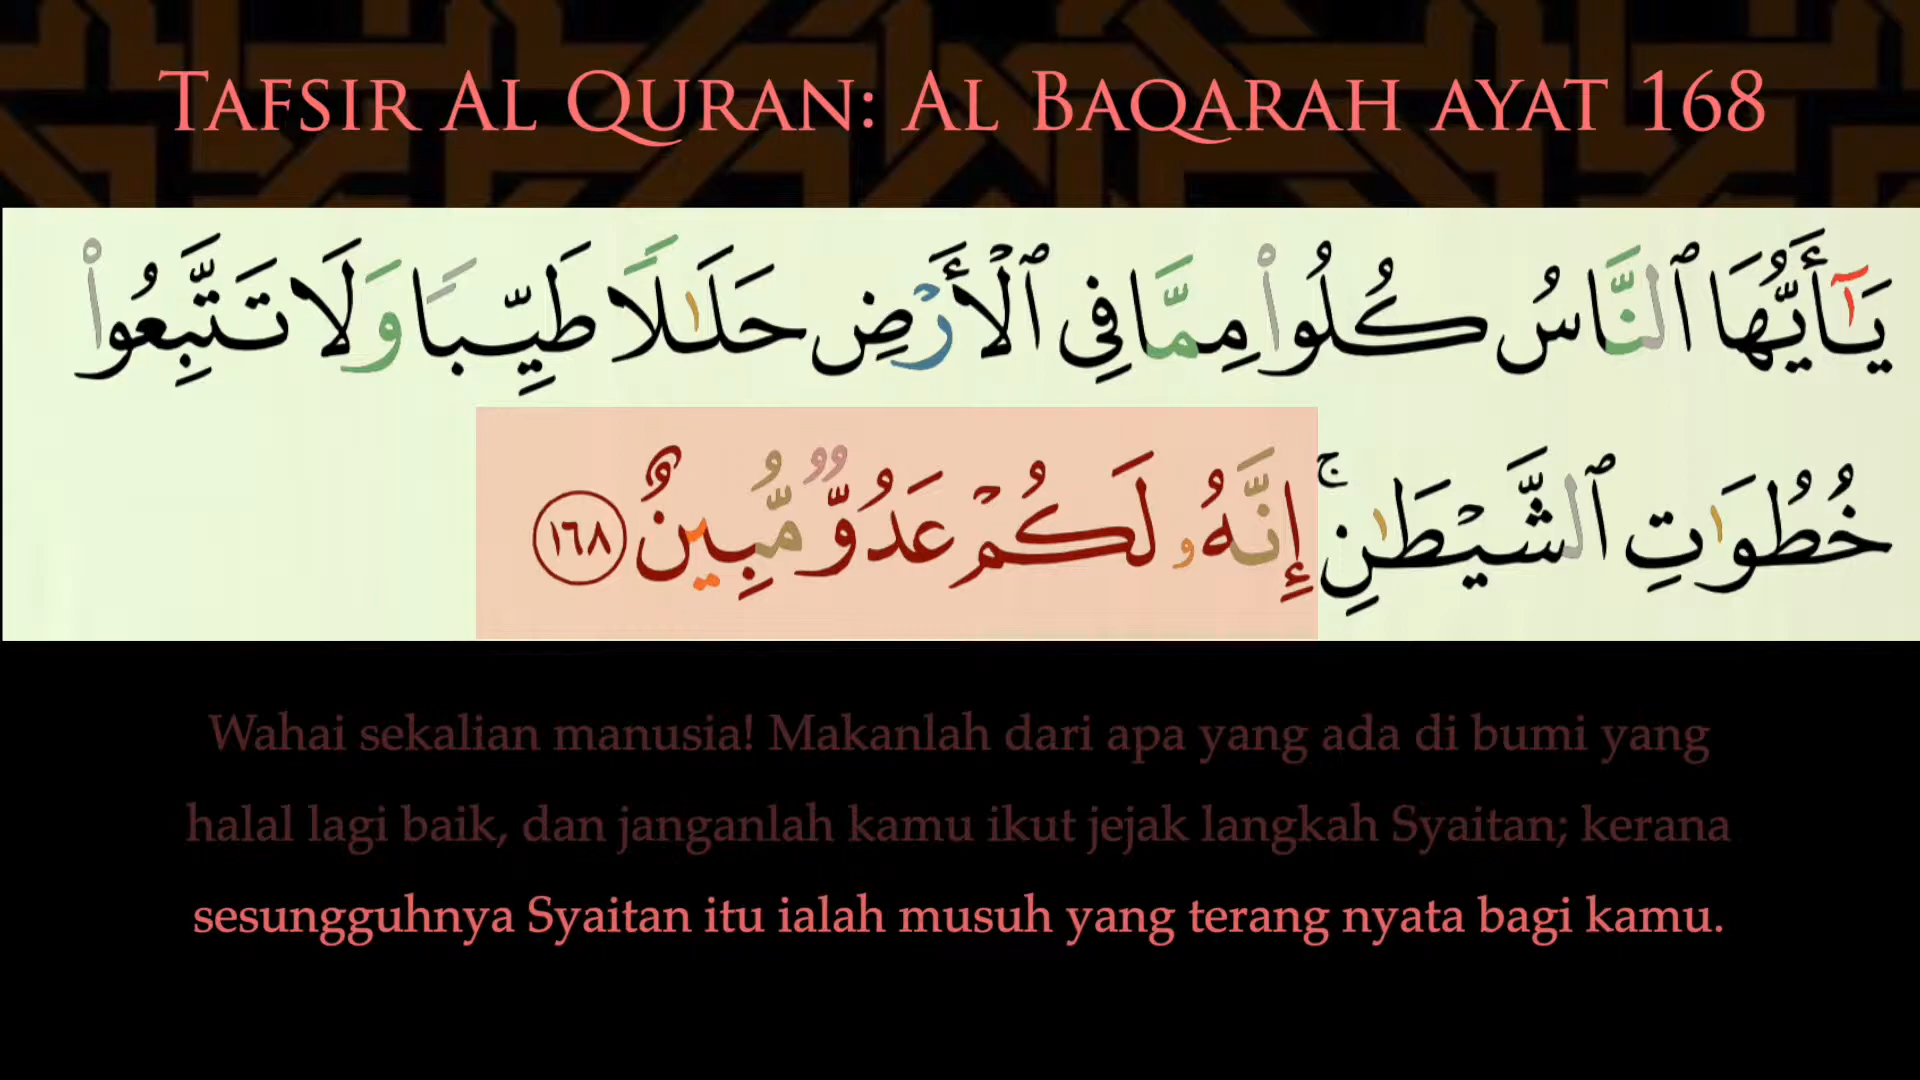 TAFSIR AL QURAN: AL BAQARAH AYAT 168
يَـٰٓأَيُّهَا ٱلنَّاسُ كُلُوا۟ مِمَّا فِى ٱلْأَرْضِ حَلَـٰلًا طَيِّبًا وَلَا تَتَّبِعُوا۟
خُطُوَٰتِ ٱلشَّيْطَـٰنِ ۚ إِنَّهُۥ لَكُمْ عَدُوٌّ مُّبِينٌ ١٦٨
Wahai sekalian manusia! Makanlah dari apa yang ada di bumi yang
halal lagi baik, dan janganlah kamu ikut jejak langkah Syaitan; kerana
sesungguhnya Syaitan itu ialah musuh yang terang nyata bagi kamu.